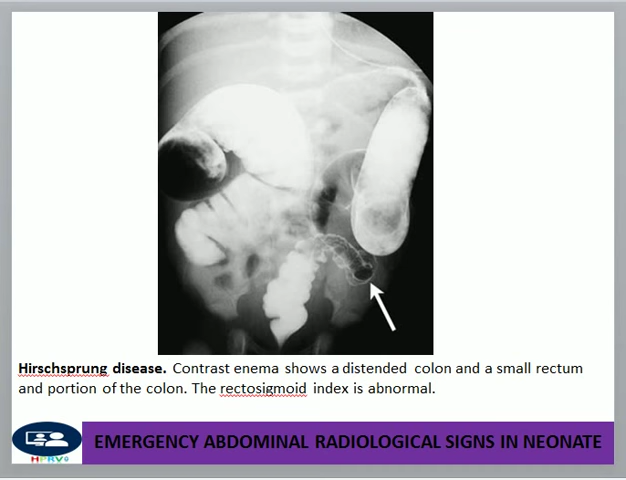 Hirschsprung disease. Contrast enema shows a distended colon and a small rectum
and portion of the colon. The rectosigmoid index is abnormal.
HPRV
EMERGENCY ABDOMINAL RADIOLOGICAL SIGNS IN NEONATE